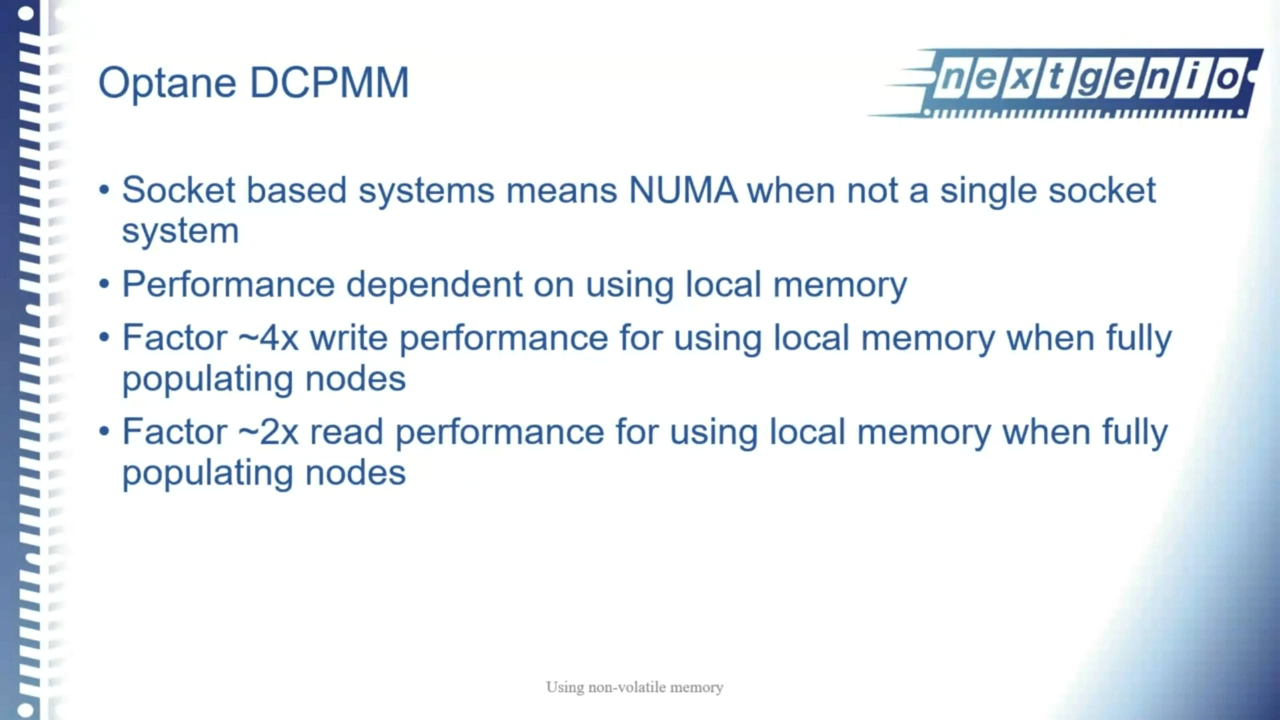 Optane DCPMM
nextgenio
• Socket based systems means NUMA when not a single socket
system
• Performance dependent on using local memory
• Factor ~4x write performance for using local memory when fully
populating nodes
• Factor ~2x read performance for using local memory when fully
populating nodes
Using non-volatile memory